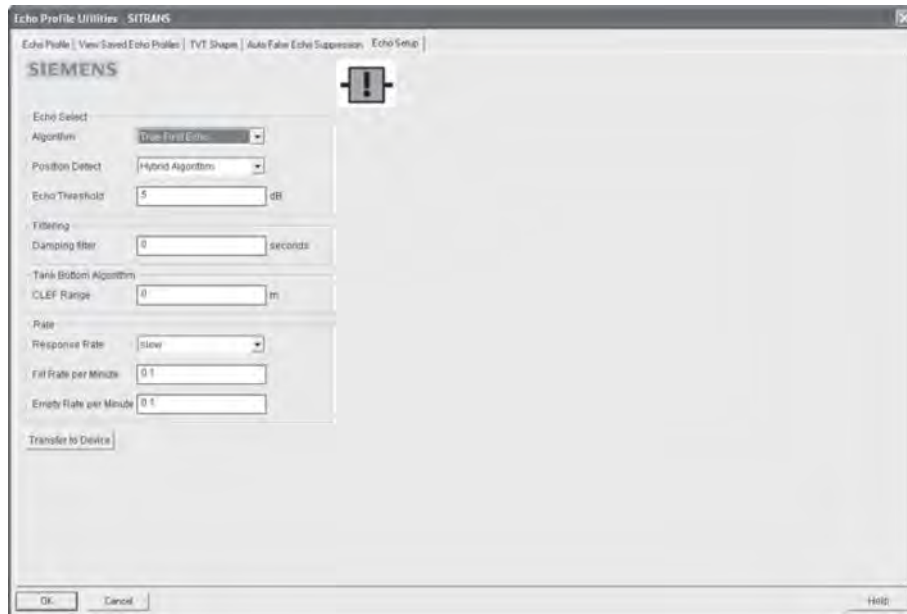 Echo Profile Utilities SITRANS
Echo Profile | View Saved Echo Profiles | TVT Shaper | Auto False Echo Suppression | Echo Setup
SIEMENS
!
Echo Select
Algorithm True First Echo
Position Detect Hybrid Algorithm
Echo Threshold 5 dB
Filtering
Damping filter 0 seconds
Tank Bottom Algorithm
CLEF Range 0 m
Rate
Response Rate slow
Fill Rate per Minute 0.1
Empty Rate per Minute 0.1
Transfer to Device
OK Cancel Help